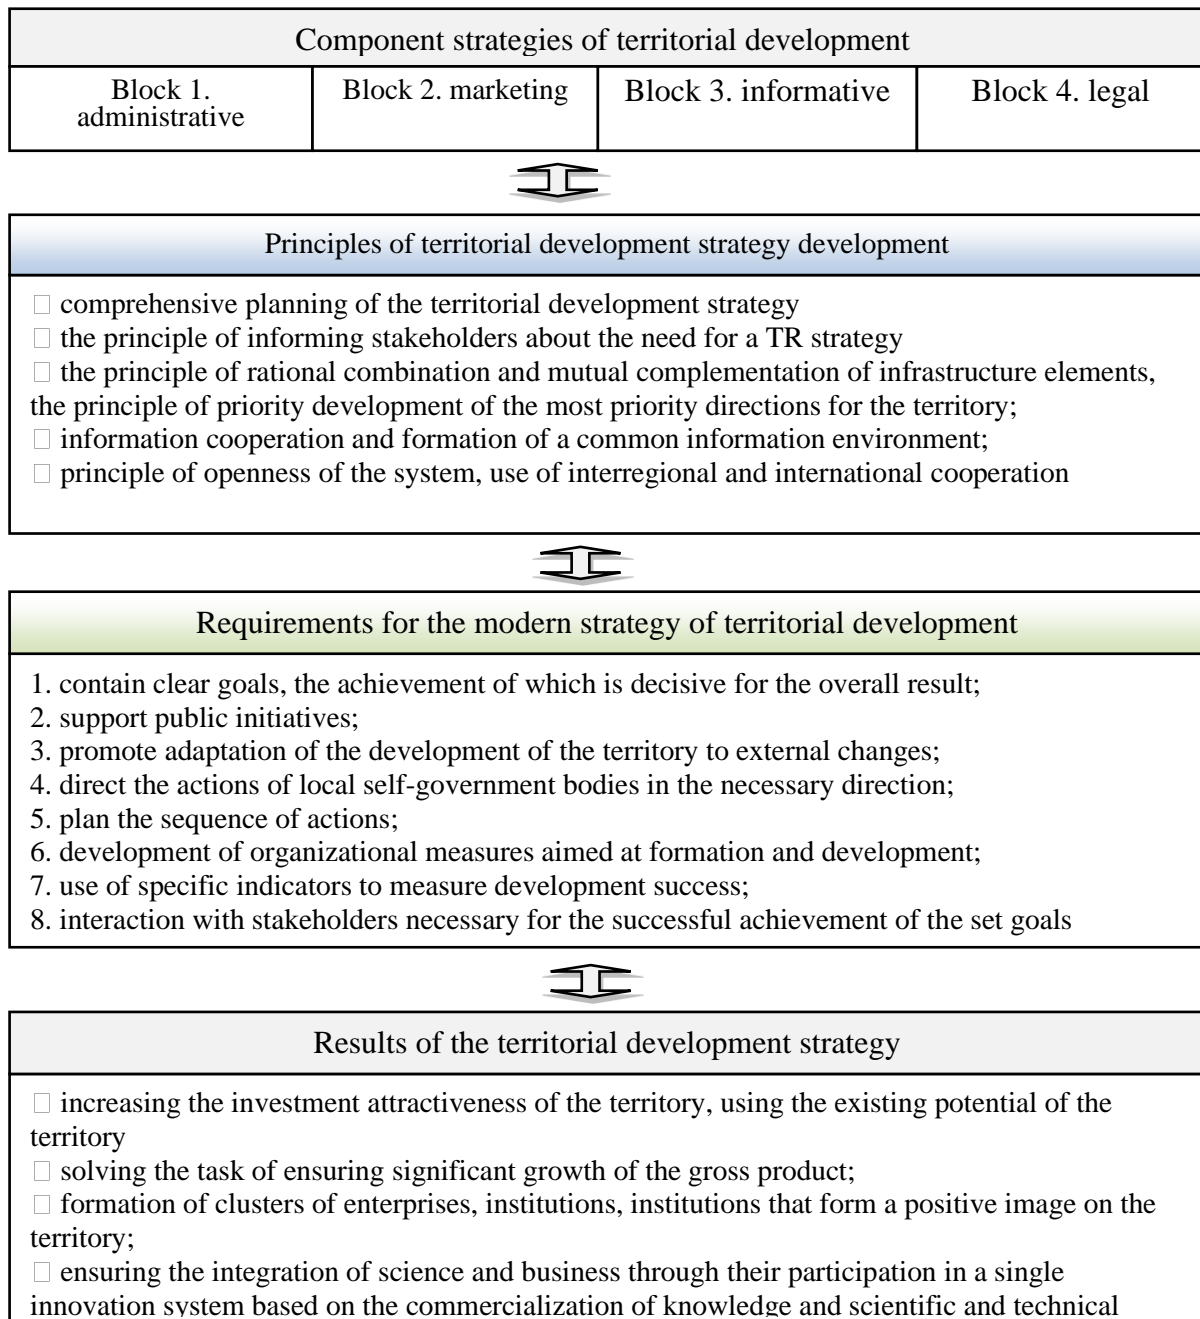 Component strategies of territorial development
Block 1.
administrative
Block 2. marketing
Block 3. informative
Block 4. legal
Principles of territorial development strategy development
□ comprehensive planning of the territorial development strategy
□ the principle of informing stakeholders about the need for a TR strategy
□ the principle of rational combination and mutual complementation of infrastructure elements,
the principle of priority development of the most priority directions for the territory;
□ information cooperation and formation of a common information environment;
□ principle of openness of the system, use of interregional and international cooperation
Requirements for the modern strategy of territorial development
1. contain clear goals, the achievement of which is decisive for the overall result;
2. support public initiatives;
3. promote adaptation of the development of the territory to external changes;
4. direct the actions of local self-government bodies in the necessary direction;
5. plan the sequence of actions;
6. development of organizational measures aimed at formation and development;
7. use of specific indicators to measure development success;
8. interaction with stakeholders necessary for the successful achievement of the set goals
Results of the territorial development strategy
□ increasing the investment attractiveness of the territory, using the existing potential of the
territory
□ solving the task of ensuring significant growth of the gross product;
□ formation of clusters of enterprises, institutions, institutions that form a positive image on the
territory;
□ ensuring the integration of science and business through their participation in a single
innovation system based on the commercialization of knowledge and scientific and technical